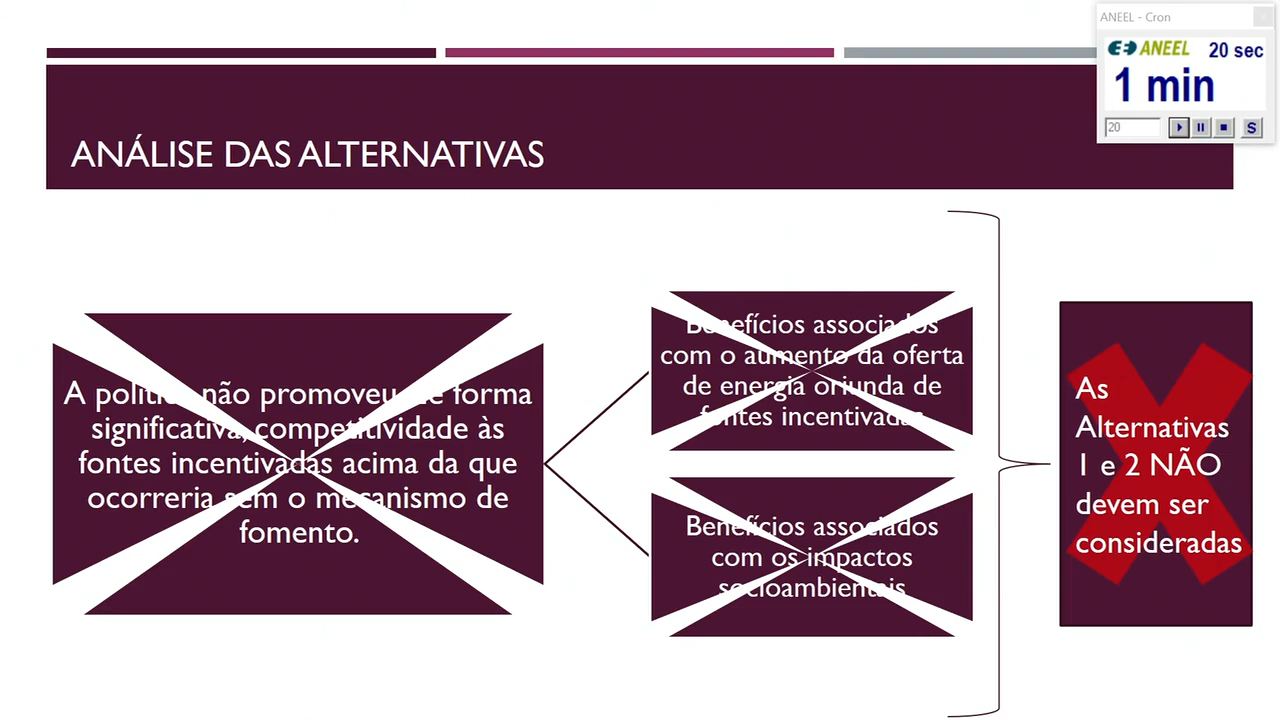 ANEEL - Cron
ANEEL 20 sec
1 min
20
S
ANÁLISE DAS ALTERNATIVAS
A política não promoveu, de forma
significativa, competitividade às
fontes incentivadas acima da que
ocorreria sem o mecanismo de
fomento.
Benefícios associados
com o aumento da oferta
de energia oriunda de
fontes incentivadas
Benefícios associados
com os impactos
socioambientais
As
Alternativas
1 e 2 NÃO
devem ser
consideradas